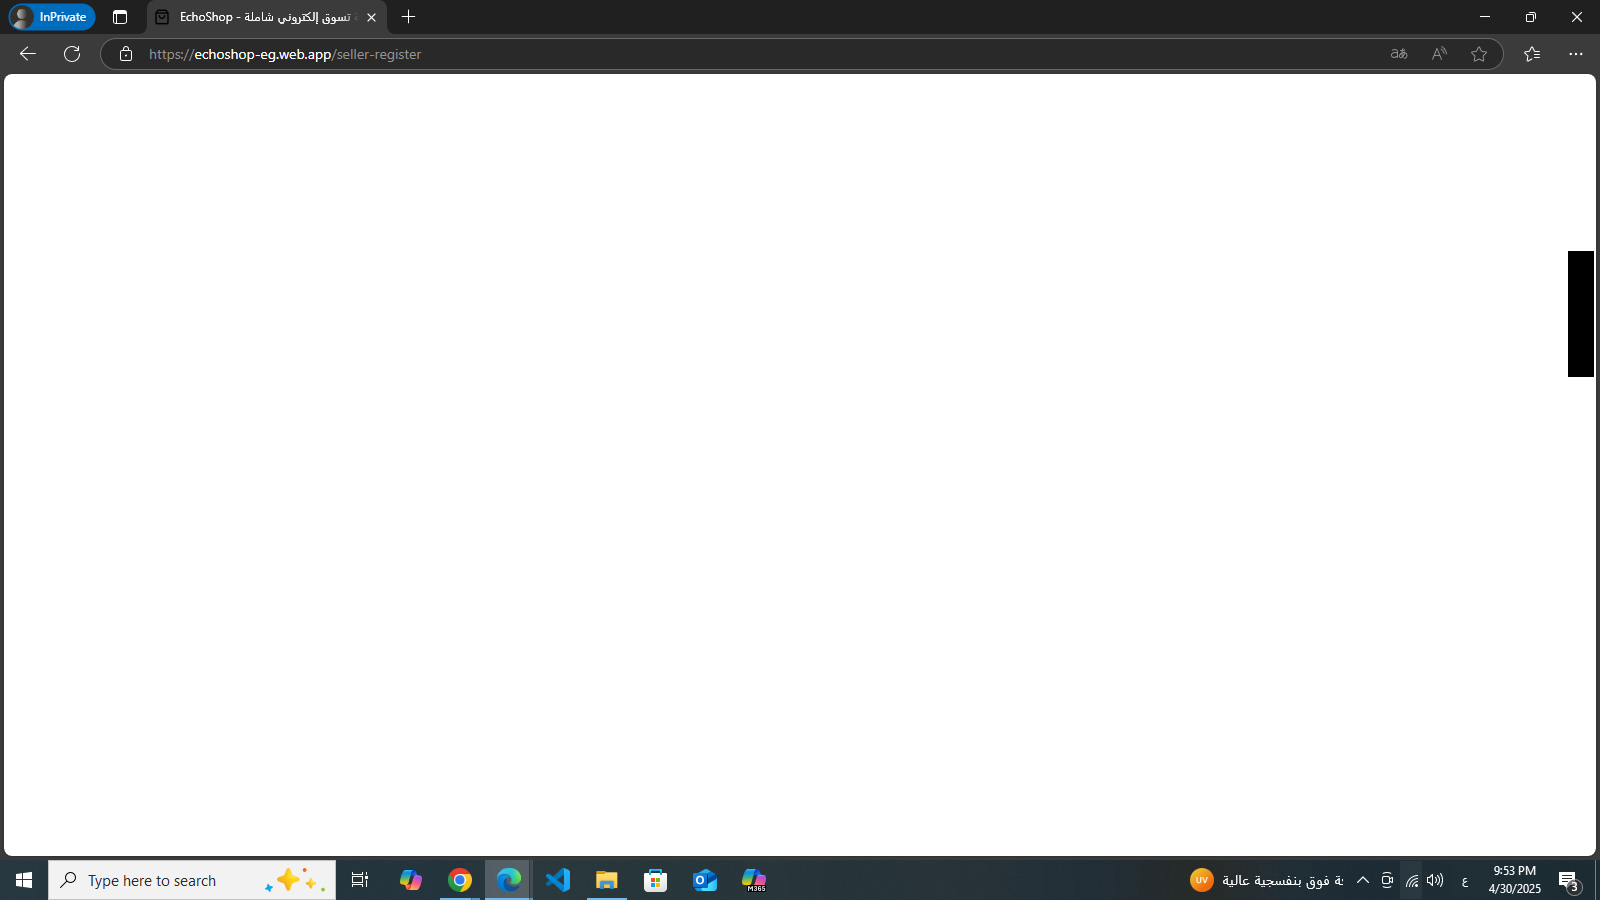 InPrivate
EchoShop - ة تسوق إلكتروني شاملة
https://echoshop-eg.web.app/seller-register
Type here to search
M365
UV
ة فوق بنفسجية عالية
ع
9:53 PM
4/30/2025
3